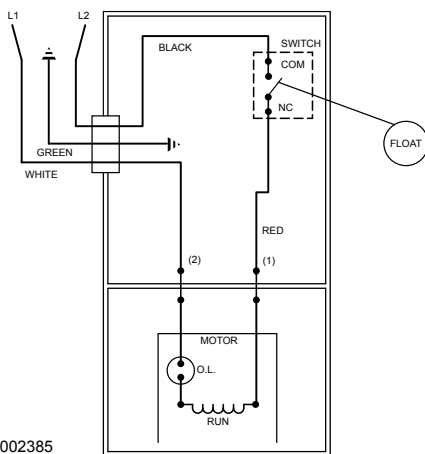 L1
L2
BLACK
SWITCH
COM
NC
FLOAT
GREEN
WHITE
RED
(2)
(1)
MOTOR
O.L.
RUN
002385